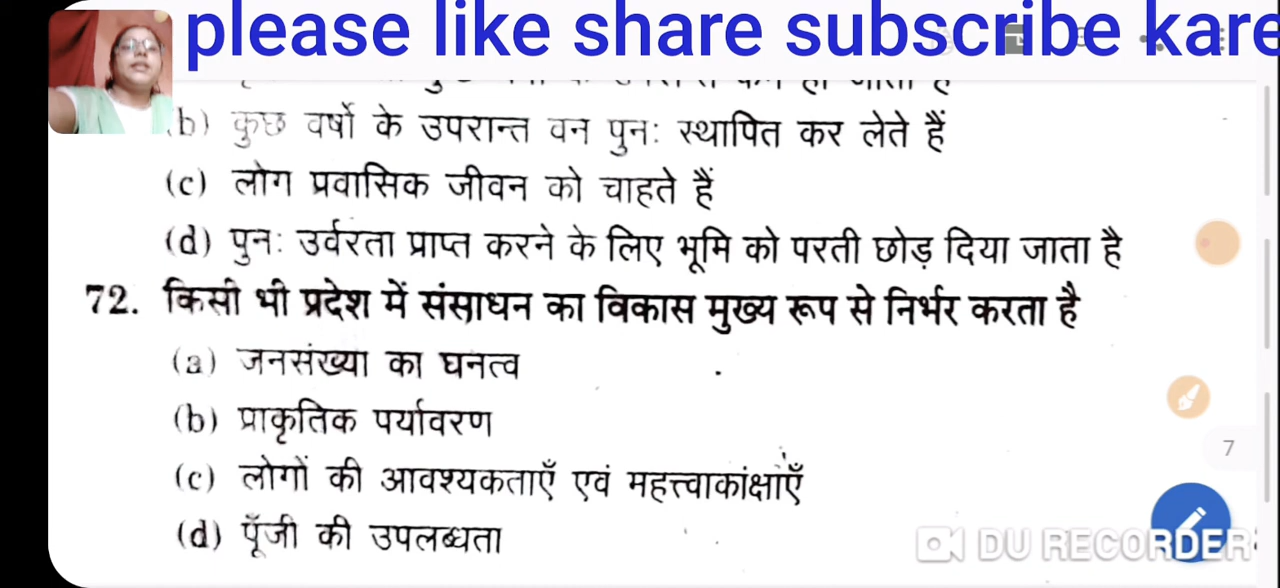 please like share subscribe kare
(b) कुछ वर्षो के उपरान्त वन पुनः स्थापित कर लेते हैं
(c) लोग प्रवासिक जीवन को चाहते हैं
(d) पुनः उर्वरता प्राप्त करने के लिए भूमि को परती छोड़ दिया जाता है
72. किसी भी प्रदेश में संसाधन का विकास मुख्य रूप से निर्भर करता है
(a) जनसंख्या का घनत्व
(b) प्राकृतिक पर्यावरण
(c) लोगों की आवश्यकताएँ एवं महत्त्वाकांक्षाएँ
(d) पूँजी की उपलब्धता
7
DU RECORDER